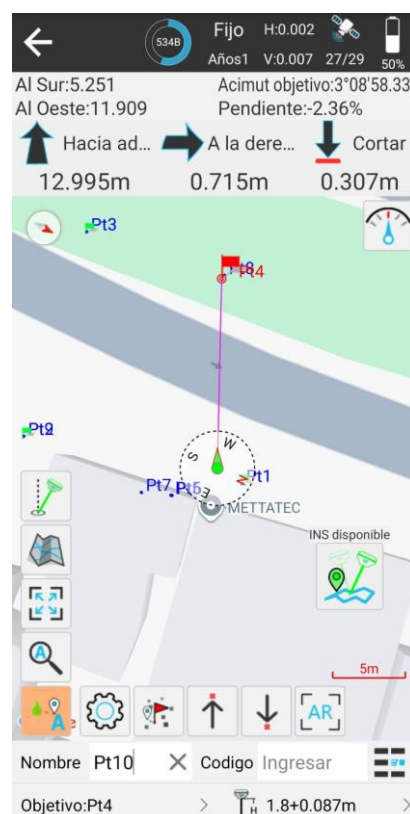 534B Fijo H:0.002
Años1 V:0.007 27/29 50%
Al Sur:5.251 Acimut objetivo:3°08'58.33
Al Oeste:11.909 Pendiente:-2.36%
Hacia ad... A la dere... Cortar
12.995m 0.715m 0.307m
Pt3
Pt4
Pt9
W
S
N
E
Pt1
Pt7
METTATEC
INS disponible
A
5m
A
AR
Nombre Pt10 Codigo Ingresar
Objetivo:Pt4 H 1.8+0.087m